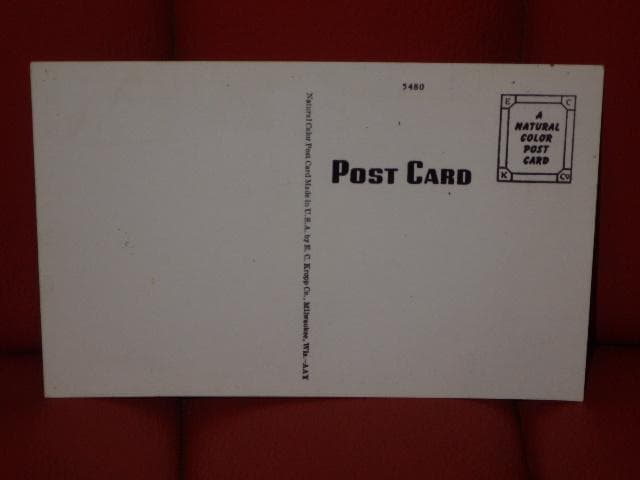 5480
E C
A
NATURAL
COLOR
POST
CARD
K Co
POST CARD
Natural Color Post Card Made in U.S.A. by E. C. Kropp Co., Milwaukee, Wis.-AAY